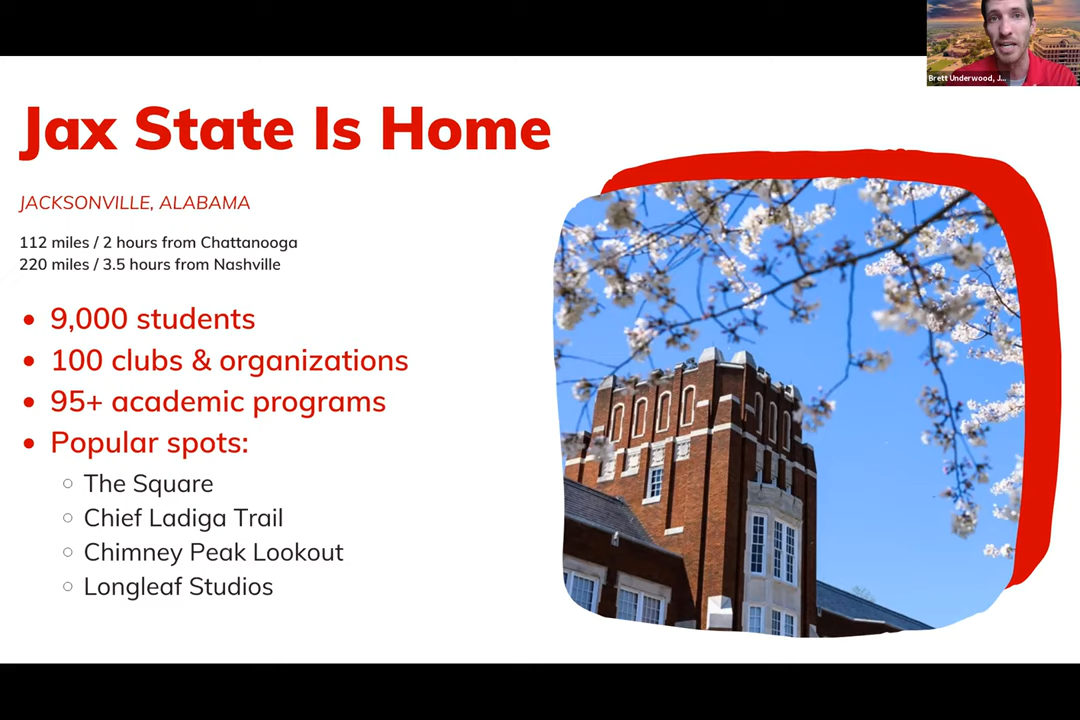 Brett Underwood, J...
Jax State Is Home
JACKSONVILLE, ALABAMA
112 miles / 2 hours from Chattanooga
220 miles / 3.5 hours from Nashville
• 9,000 students
• 100 clubs & organizations
• 95+ academic programs
• Popular spots:
○ The Square
○ Chief Ladiga Trail
○ Chimney Peak Lookout
○ Longleaf Studios